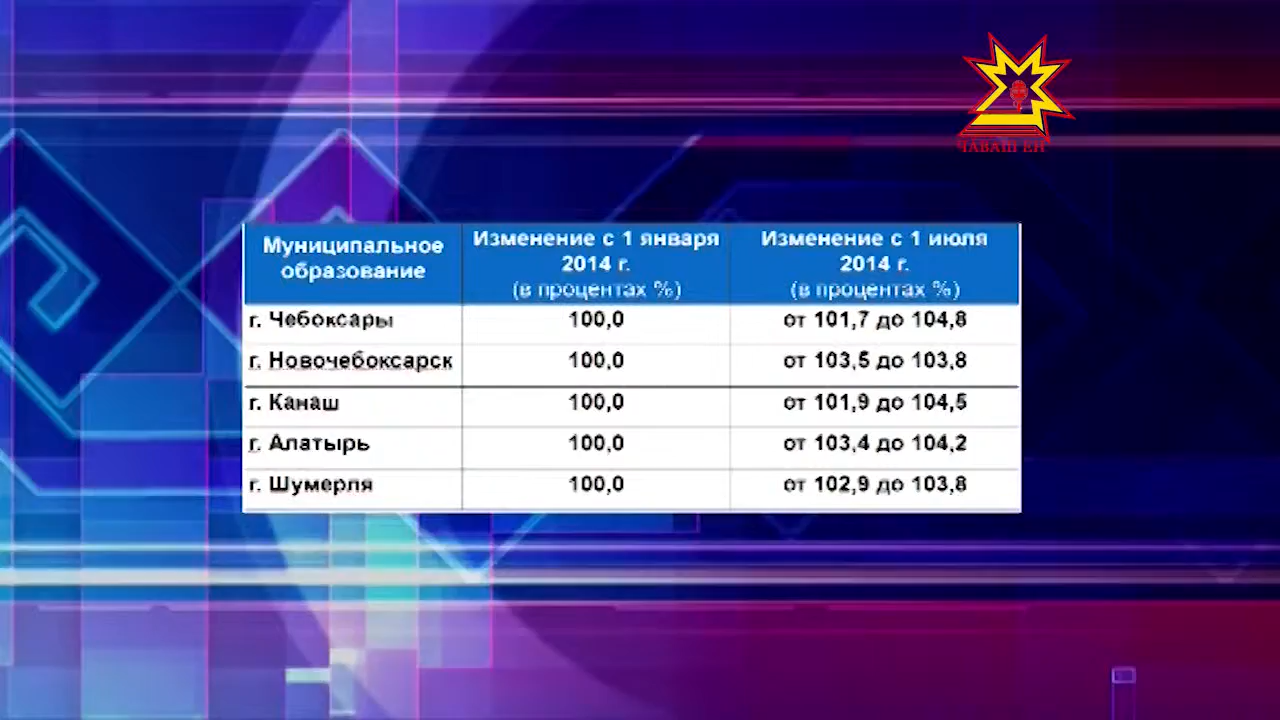 ЧАВАШ ЕН
Муниципальное образование
Изменение с 1 января 2014 г. (в процентах %)
Изменение с 1 июля 2014 г. (в процентах %)
г. Чебоксары 100,0 от 101,7 до 104,8
г. Новочебоксарск 100,0 от 103,5 до 103,8
г. Канаш 100,0 от 101,9 до 104,5
г. Алатырь 100,0 от 103,4 до 104,2
г. Шумерля 100,0 от 102,9 до 103,8